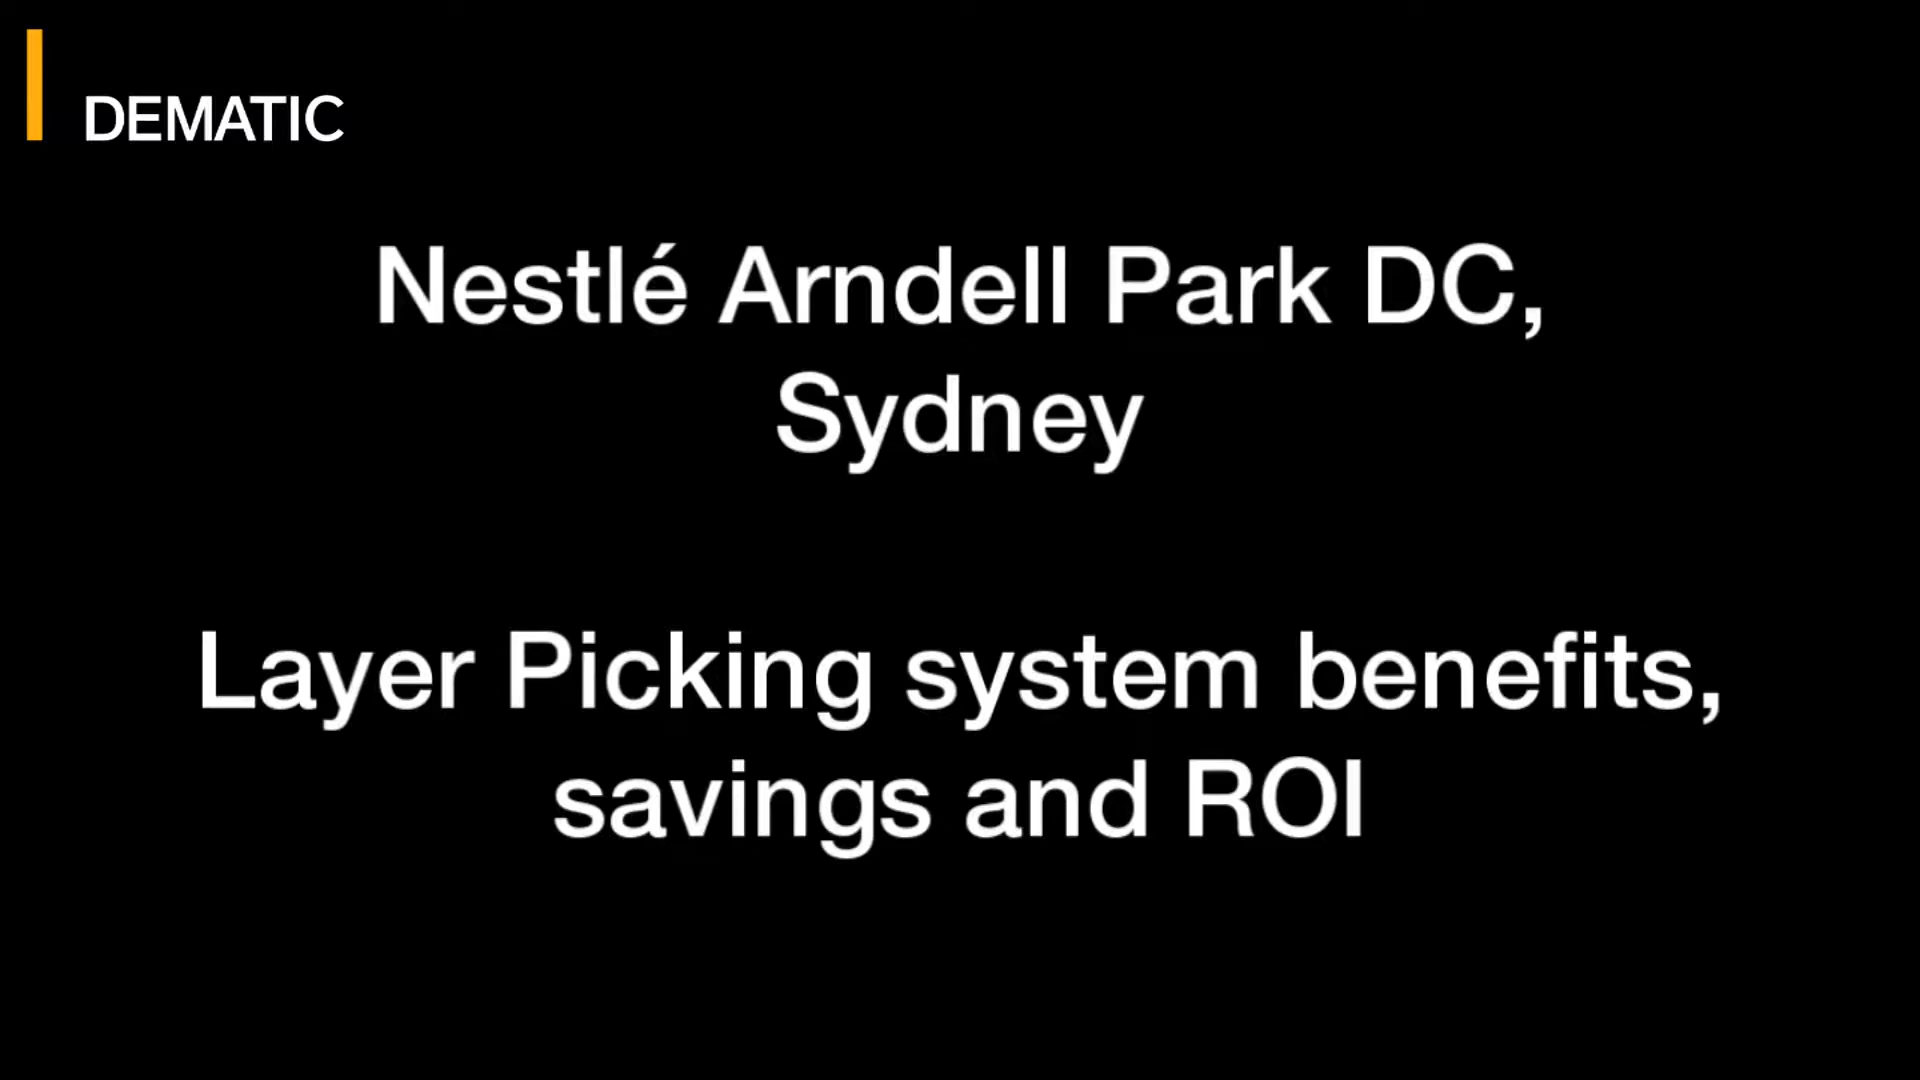 DEMATIC
Nestlé Arndell Park DC,
Sydney
Layer Picking system benefits,
savings and ROI